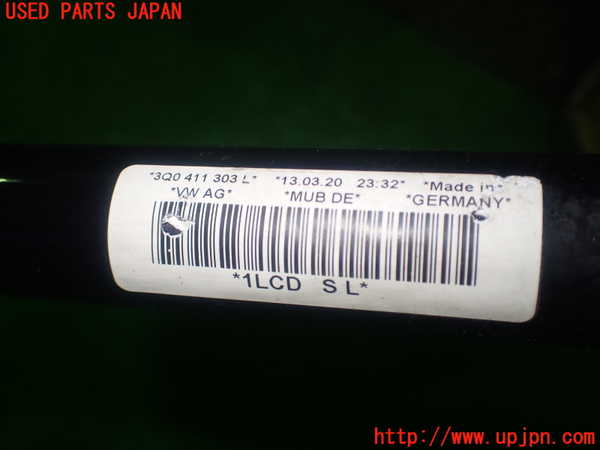 USED PARTS JAPAN
*3Q0 411 303 L* *13.03.20 23:32* *Made in*
*VW AG* *MUB DE* *GERMANY*
*1LCD S L*
http://www.upjpn.com/